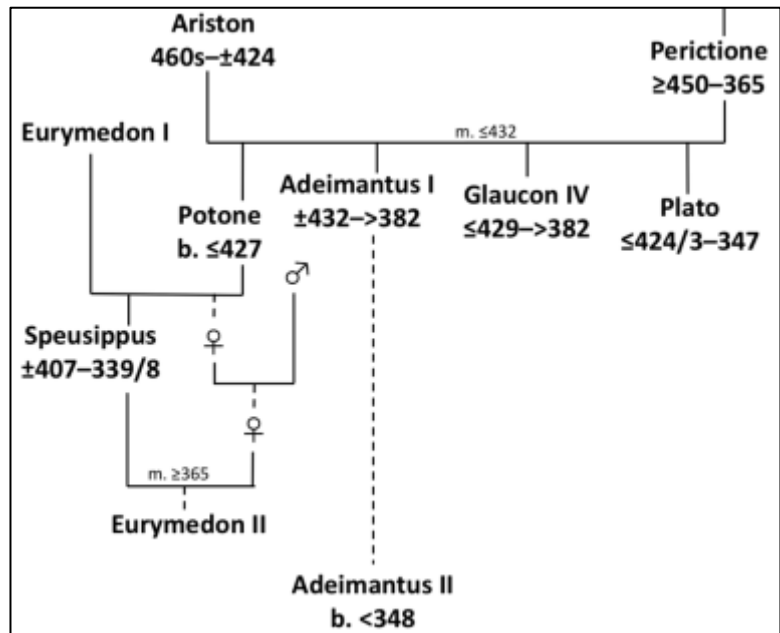 Ariston
460s–±424
Perictione
≥450–365
m. ≤432
Eurymedon I
Potone
b. ≤427
Adeimantus I
±432–>382
Glaucon IV
≤429–>382
Plato
≤424/3–347
♂
Speusippus
±407–339/8
♀
♀
m. ≥365
Eurymedon II
Adeimantus II
b. <348